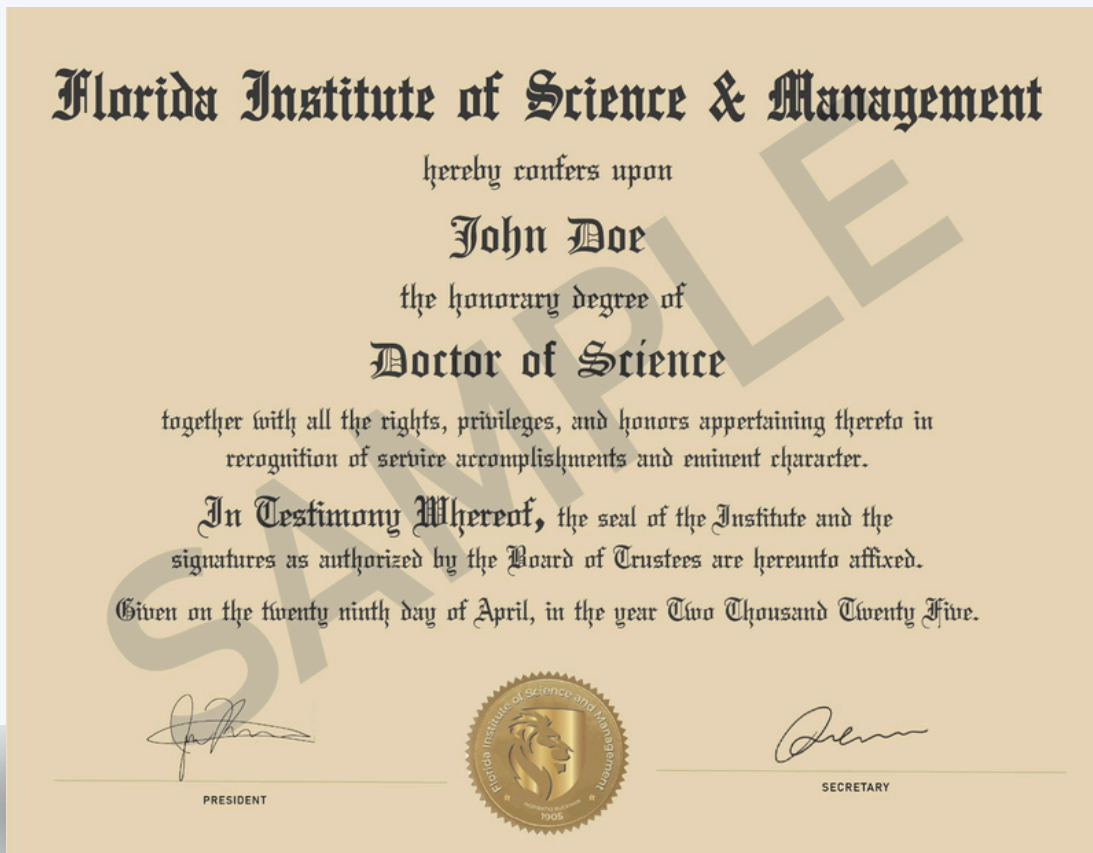 Florida Institute of Science & Management
hereby confers upon
John Doe
the honorary degree of
Doctor of Science
together with all the rights, privileges, and honors appertaining thereto in
recognition of service accomplishments and eminent character.
In Testimony Whereof, the seal of the Institute and the
signatures as authorized by the Board of Trustees are hereunto affixed.
Given on the twenty ninth day of April, in the year Two Thousand Twenty Five.
SAMPLE
PRESIDENT
Florida Institute of Science and Management
1905
SECRETARY